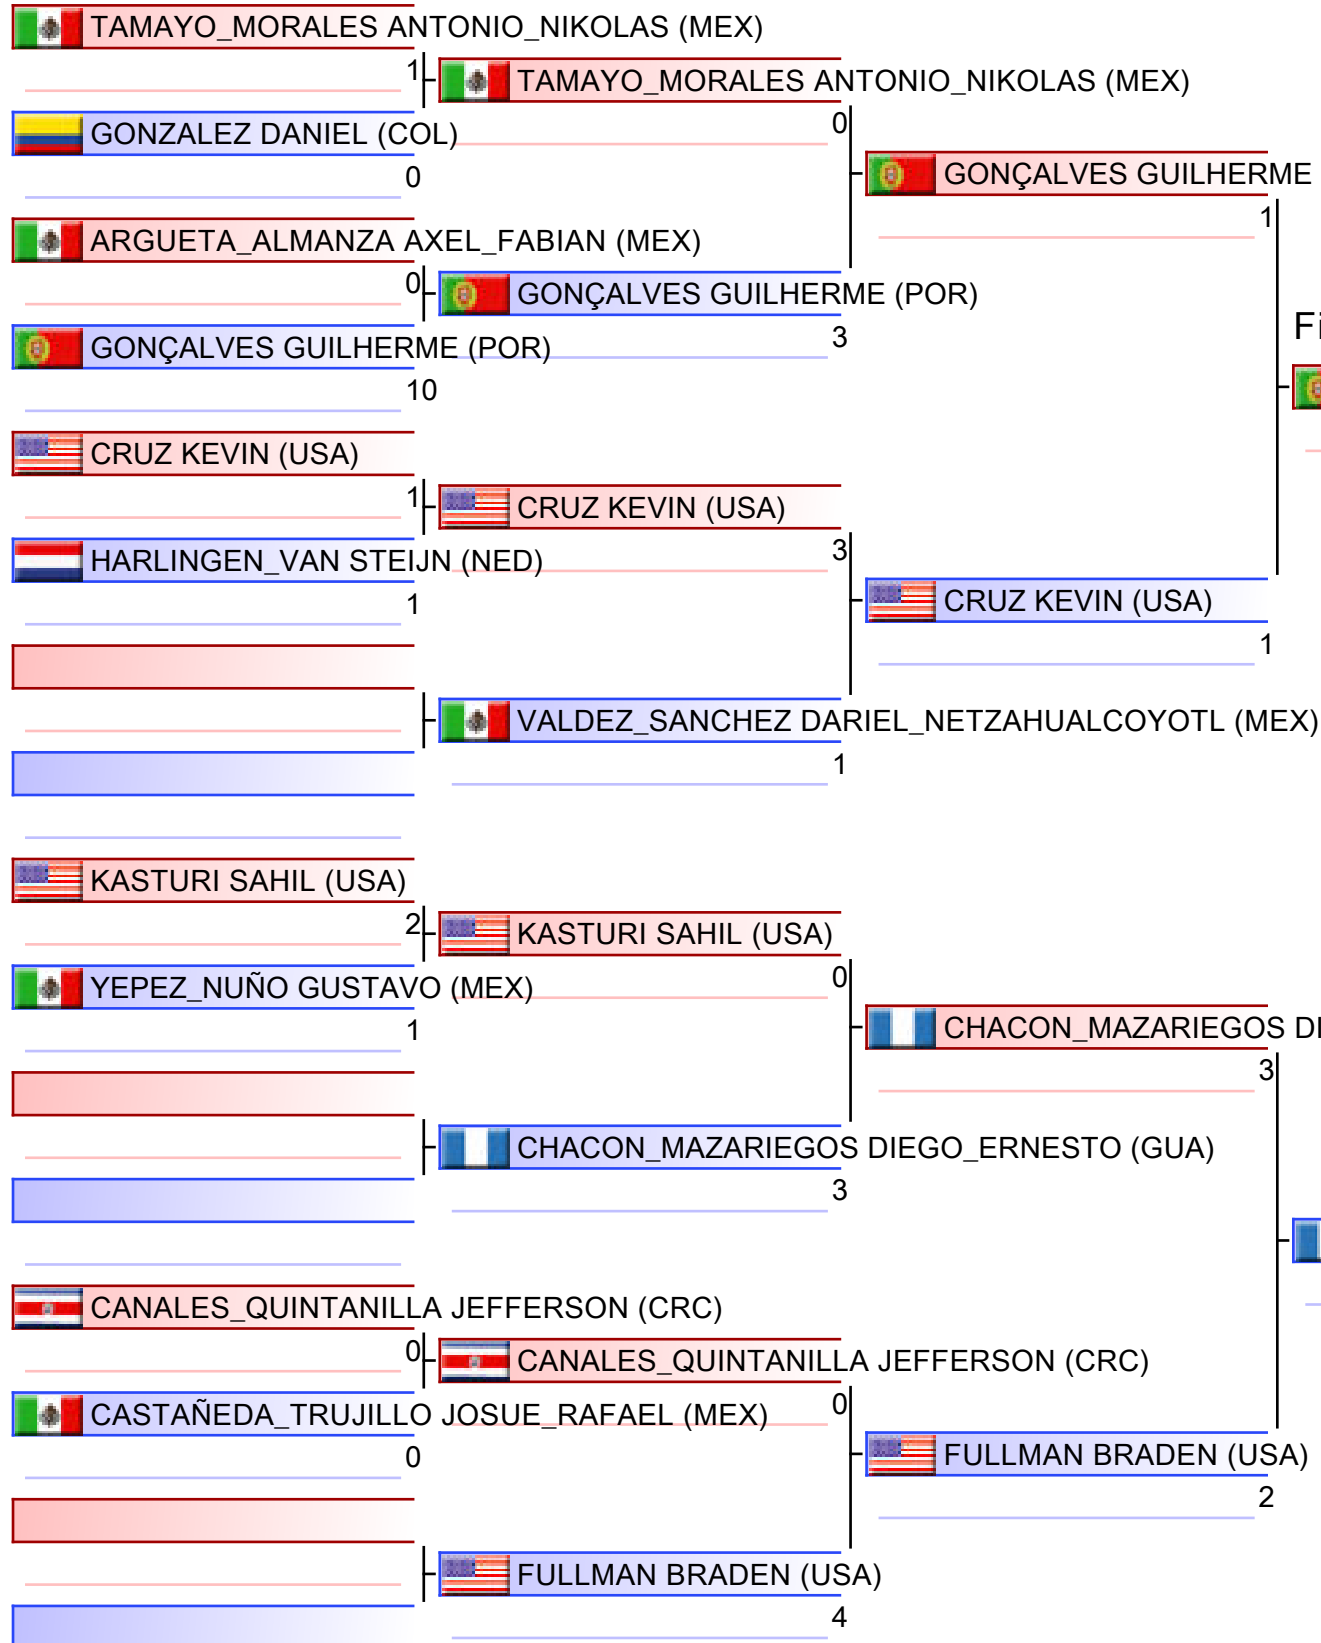 TAMAYO_MORALES ANTONIO_NIKOLAS (MEX)
1
TAMAYO_MORALES ANTONIO_NIKOLAS (MEX)
0
GONZALEZ DANIEL (COL)
0
GONÇALVES GUILHERME
1
ARGUETA_ALMANZA AXEL_FABIAN (MEX)
0
GONÇALVES GUILHERME (POR)
3
GONÇALVES GUILHERME (POR)
10
Fi
CRUZ KEVIN (USA)
1
CRUZ KEVIN (USA)
3
HARLINGEN_VAN STEIJN (NED)
1
CRUZ KEVIN (USA)
1
VALDEZ_SANCHEZ DARIEL_NETZAHUALCOYOTL (MEX)
1
KASTURI SAHIL (USA)
2
KASTURI SAHIL (USA)
0
YEPEZ_NUÑO GUSTAVO (MEX)
1
CHACON_MAZARIEGOS DI
3
CHACON_MAZARIEGOS DIEGO_ERNESTO (GUA)
3
CANALES_QUINTANILLA JEFFERSON (CRC)
0
CANALES_QUINTANILLA JEFFERSON (CRC)
0
CASTAÑEDA_TRUJILLO JOSUE_RAFAEL (MEX)
0
FULLMAN BRADEN (USA)
2
FULLMAN BRADEN (USA)
4